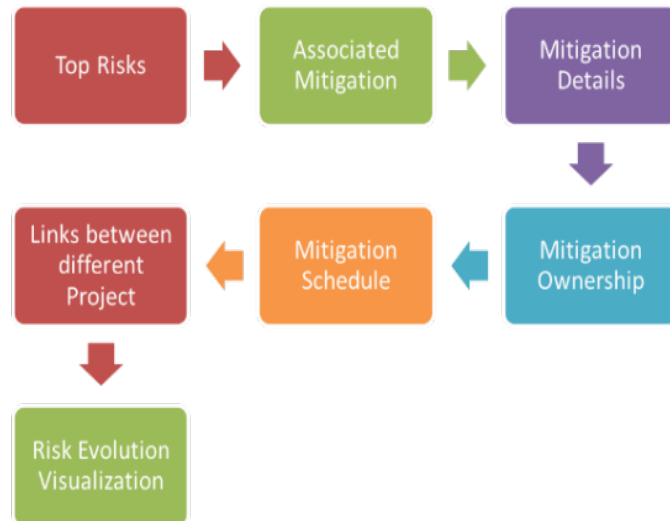 Top Risks
Associated
Mitigation
Mitigation
Details
Mitigation
Ownership
Mitigation
Schedule
Links between
different
Project
Risk Evolution
Visualization